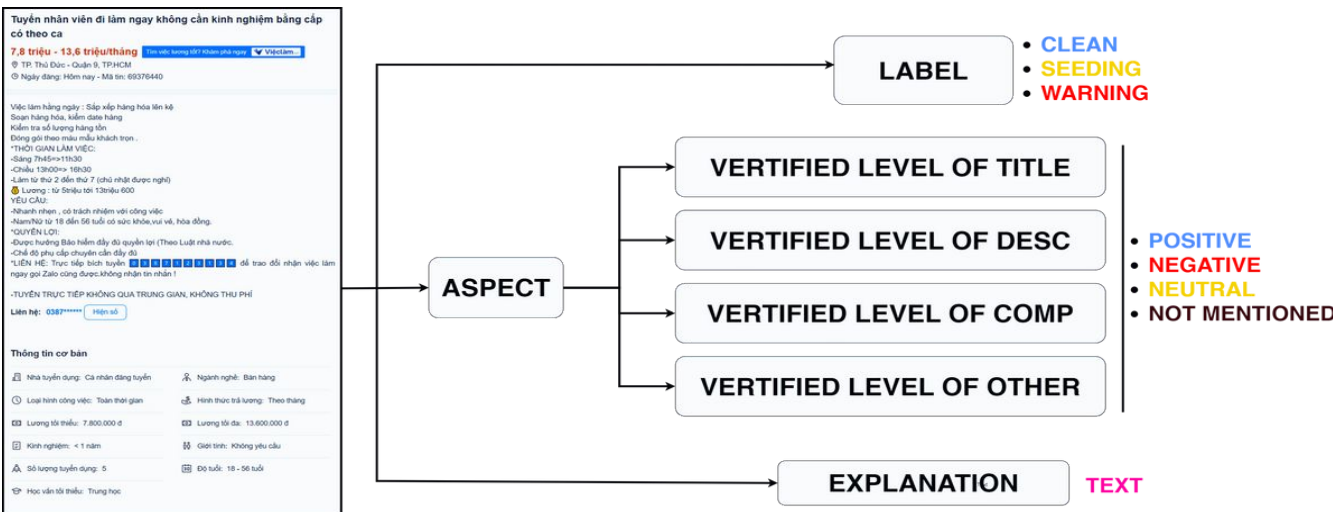 Tuyển nhân viên đi làm ngay không cần kinh nghiệm bằng cấp
có theo ca
7,8 triệu - 13,6 triệu/tháng Tìm việc lương tốt? Khám phá ngay Việclàm...
TP. Thủ Đức - Quận 9, TP.HCM
Ngày đăng: Hôm nay - Mã tin: 69376440
Việc làm hằng ngày : Sắp xếp hàng hóa lên kệ
Soạn hàng hóa, kiểm date hàng
Kiểm tra số lượng hàng tồn
Đóng gói theo mẫu mẫu khách trọn .
*THỜI GIAN LÀM VIỆC:
-Sáng 7h45=>11h30
-Chiều 13h00=> 16h30
-Làm từ thứ 2 đến thứ 7 (chủ nhật được nghỉ)
Lương : từ 5triệu tới 13triệu 600
YÊU CẦU:
-Nhanh nhẹn , có trách nhiệm với công việc
-Nam/Nữ từ 18 đến 56 tuổi có sức khỏe,vui vẻ, hòa đồng.
*QUYỀN LỢI:
-Được hưởng Bảo hiểm đầy đủ quyền lợi (Theo Luật nhà nước.
-Chế độ phụ cấp chuyên cần đầy đủ
*LIÊN HỆ: Trực tiếp bích tuyền để trao đổi nhận việc làm
ngay gọi Zalo cũng được.không nhận tin nhắn !
-TUYỂN TRỰC TIẾP KHÔNG QUA TRUNG GIAN, KHÔNG THU PHÍ
Liên hệ: 0387****** Hiện số
Thông tin cơ bản
Nhà tuyển dụng: Cá nhân đăng tuyển
Ngành nghề: Bán hàng
Loại hình công việc: Toàn thời gian
Hình thức trả lương: Theo tháng
Lương tối thiểu: 7.800.000 đ
Lương tối đa: 13.600.000 đ
Kinh nghiệm: < 1 năm
Giới tính: Không yêu cầu
Số lượng tuyển dụng: 5
Độ tuổi: 18 - 56 tuổi
Học vấn tối thiểu: Trung học
LABEL
• CLEAN
• SEEDING
• WARNING
ASPECT
VERTIFIED LEVEL OF TITLE
VERTIFIED LEVEL OF DESC
VERTIFIED LEVEL OF COMP
VERTIFIED LEVEL OF OTHER
• POSITIVE
• NEGATIVE
• NEUTRAL
• NOT MENTIONED
EXPLANATION
TEXT